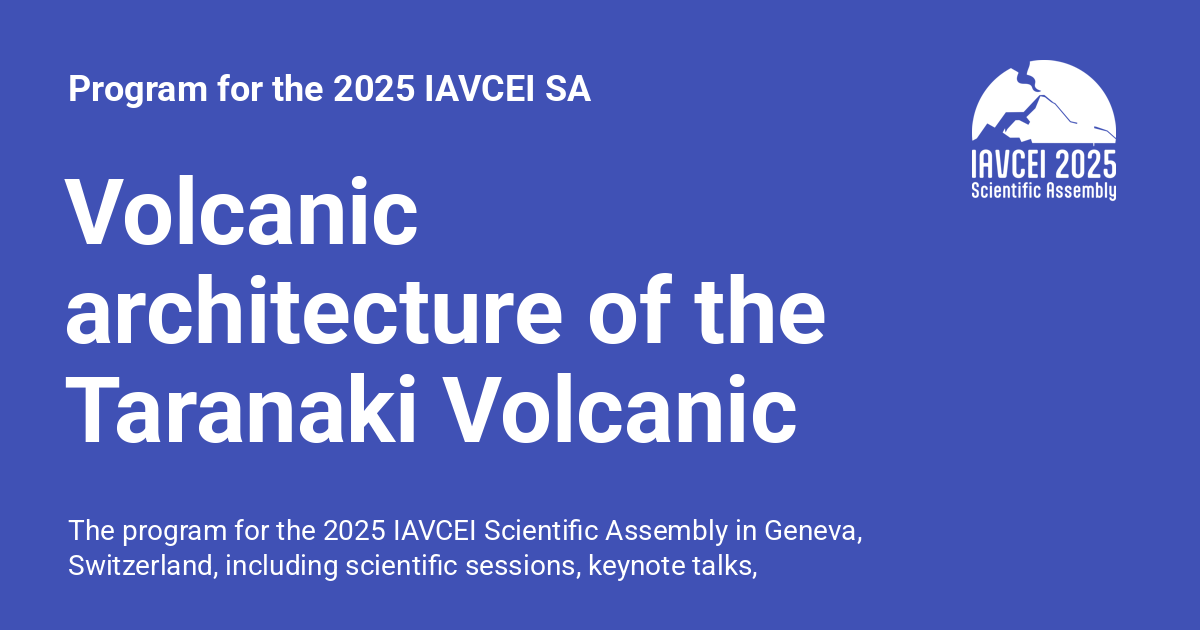 Program for the 2025 IAVCEI SA
IAVCEI 2025
Scientific Assembly
Volcanic
architecture of the
Taranaki Volcanic
The program for the 2025 IAVCEI Scientific Assembly in Geneva,
Switzerland, including scientific sessions, keynote talks,